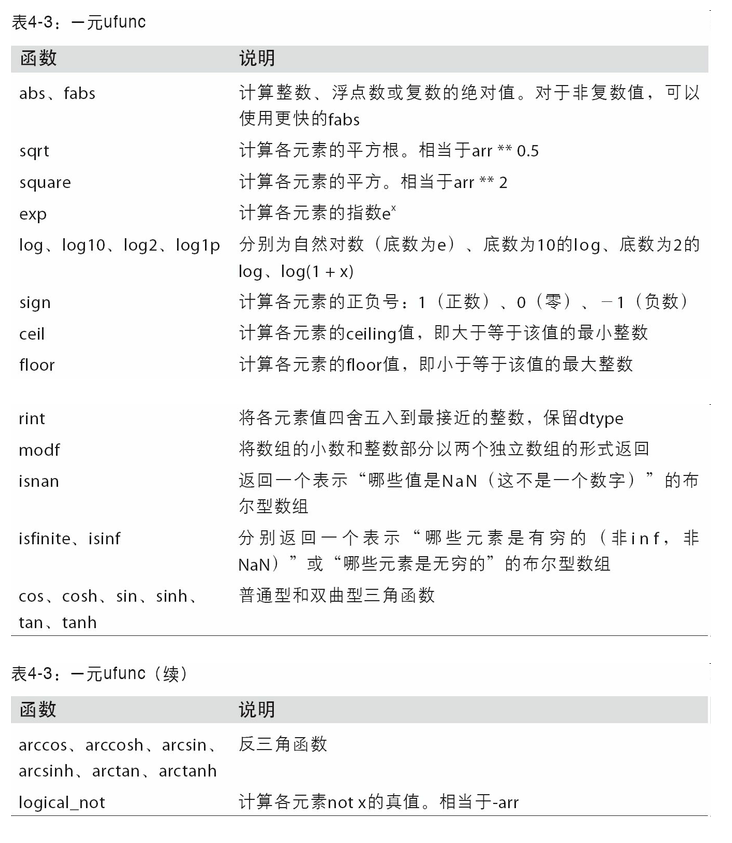 表4-3：一元ufunc
函数 说明
abs、fabs 计算整数、浮点数或复数的绝对值。对于非复数值，可以
使用更快的fabs
sqrt 计算各元素的平方根。相当于arr ** 0.5
square 计算各元素的平方。相当于arr ** 2
exp 计算各元素的指数eˣ
log、log10、log2、log1p 分别为自然对数（底数为e）、底数为10的log、底数为2的
log、log(1 + x)
sign 计算各元素的正负号：1（正数）、0（零）、－1（负数）
ceil 计算各元素的ceiling值，即大于等于该值的最小整数
floor 计算各元素的floor值，即小于等于该值的最大整数
rint 将各元素值四舍五入到最接近的整数，保留dtype
modf 将数组的小数和整数部分以两个独立数组的形式返回
isnan 返回一个表示“哪些值是NaN（这不是一个数字）”的布
尔型数组
isfinite、isinf 分别返回一个表示“哪些元素是有穷的（非inf，非
NaN）”或“哪些元素是无穷的”的布尔型数组
cos、cosh、sin、sinh、 普通型和双曲型三角函数
tan、tanh
表4-3：一元ufunc（续）
函数 说明
arccos、arccosh、arcsin、 反三角函数
arcsinh、arctan、arctanh
logical_not 计算各元素not x的真值。相当于-arr